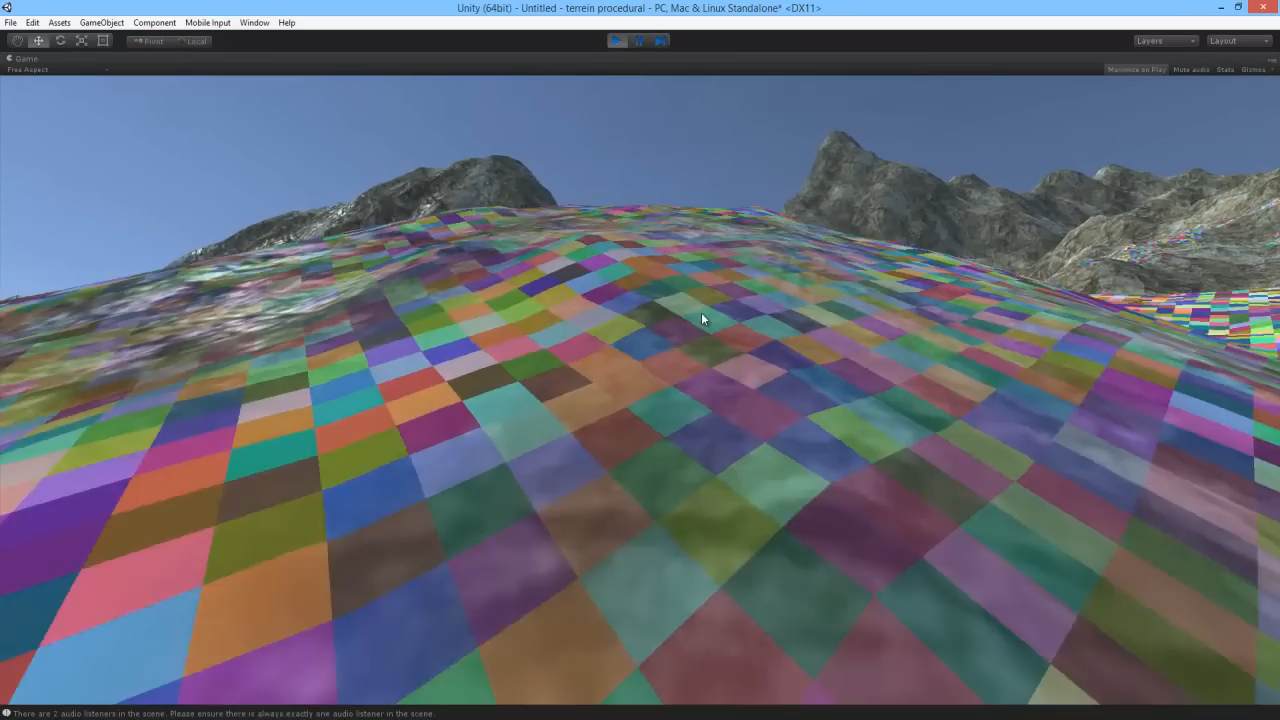 Unity (64bit) - Untitled - terrein procedural - PC, Mac & Linux Standalone* <DX11>
File Edit Assets GameObject Component Mobile Input Window Help
Pivot Local Layers Layout
Game
Free Aspect Maximize on Play Mute audio Stats Gizmos
There are 2 audio listeners in the scene. Please ensure there is always exactly one audio listener in the scene.